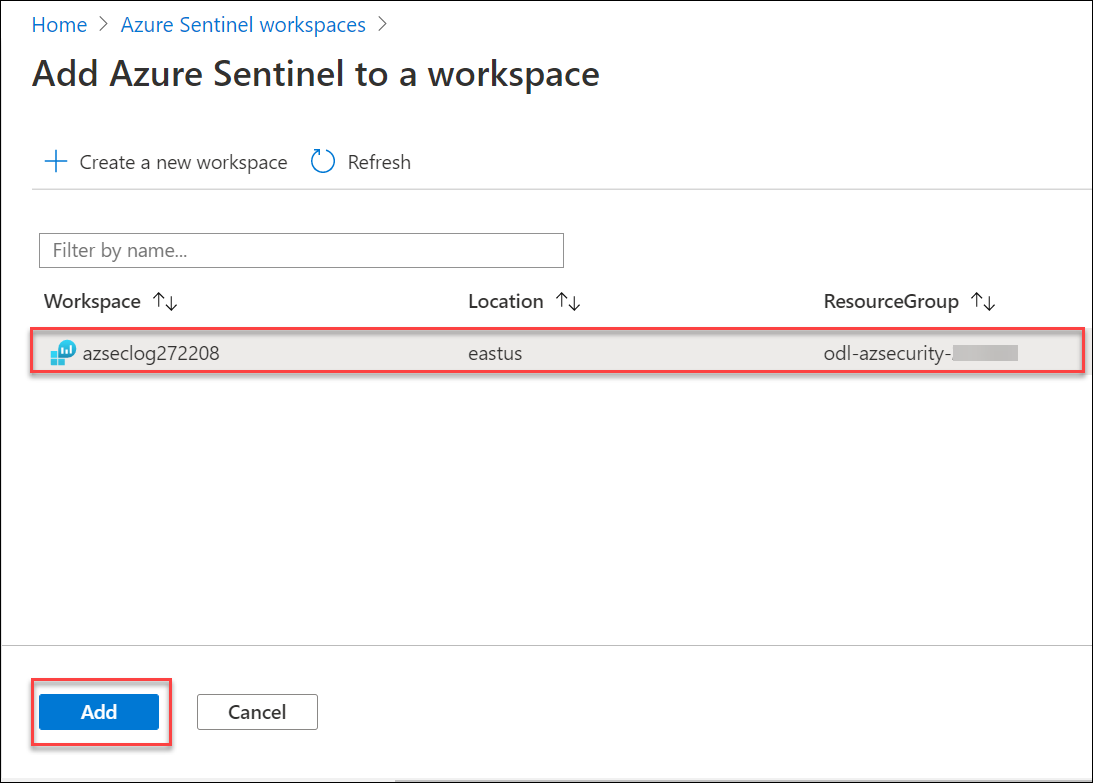 Home > Azure Sentinel workspaces >
Add Azure Sentinel to a workspace
Create a new workspace Refresh
Filter by name...
Workspace Location ResourceGroup
azseclog272208 eastus odl-azsecurity-
Add Cancel